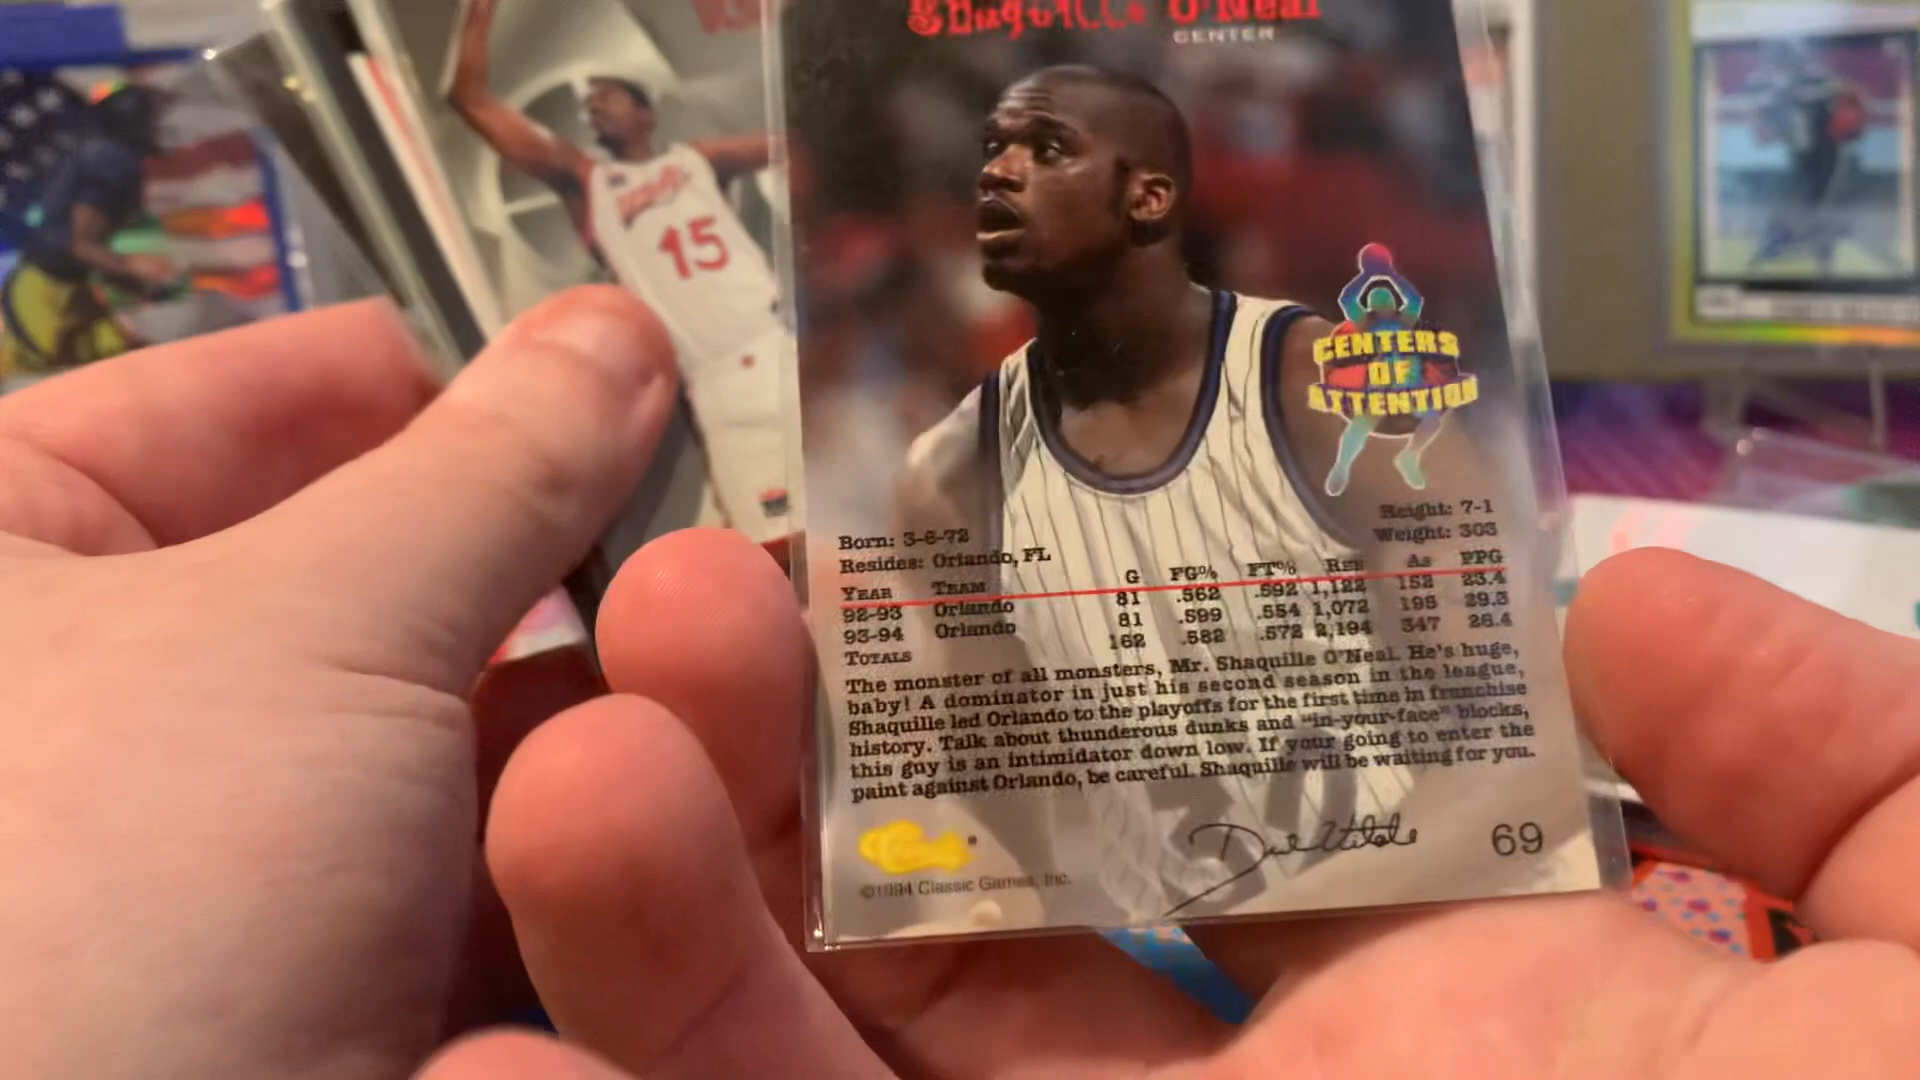 Shaquille O'Neal
CENTER
15
CENTERS
OF
ATTENTION
Born: 3-6-72
Height: 7-1
Resides: Orlando, FL
Weight: 303
YEAR TEAM G FG% FT% REB As PPG
92-93 Orlando 81 .562 .592 1,122 152 23.4
93-94 Orlando 81 .599 .554 1,072 195 29.3
TOTALS 162 .582 .572 2,194 347 26.4
The monster of all monsters, Mr. Shaquille O'Neal. He's huge,
baby! A dominator in just his second season in the league,
Shaquille led Orlando to the playoffs for the first time in franchise
history. Talk about thunderous dunks and "in-your-face" blocks,
this guy is an intimidator down low. If your going to enter the
paint against Orlando, be careful. Shaquille will be waiting for you.
Classic
Dick Vitale
69
©1994 Classic Games, Inc.